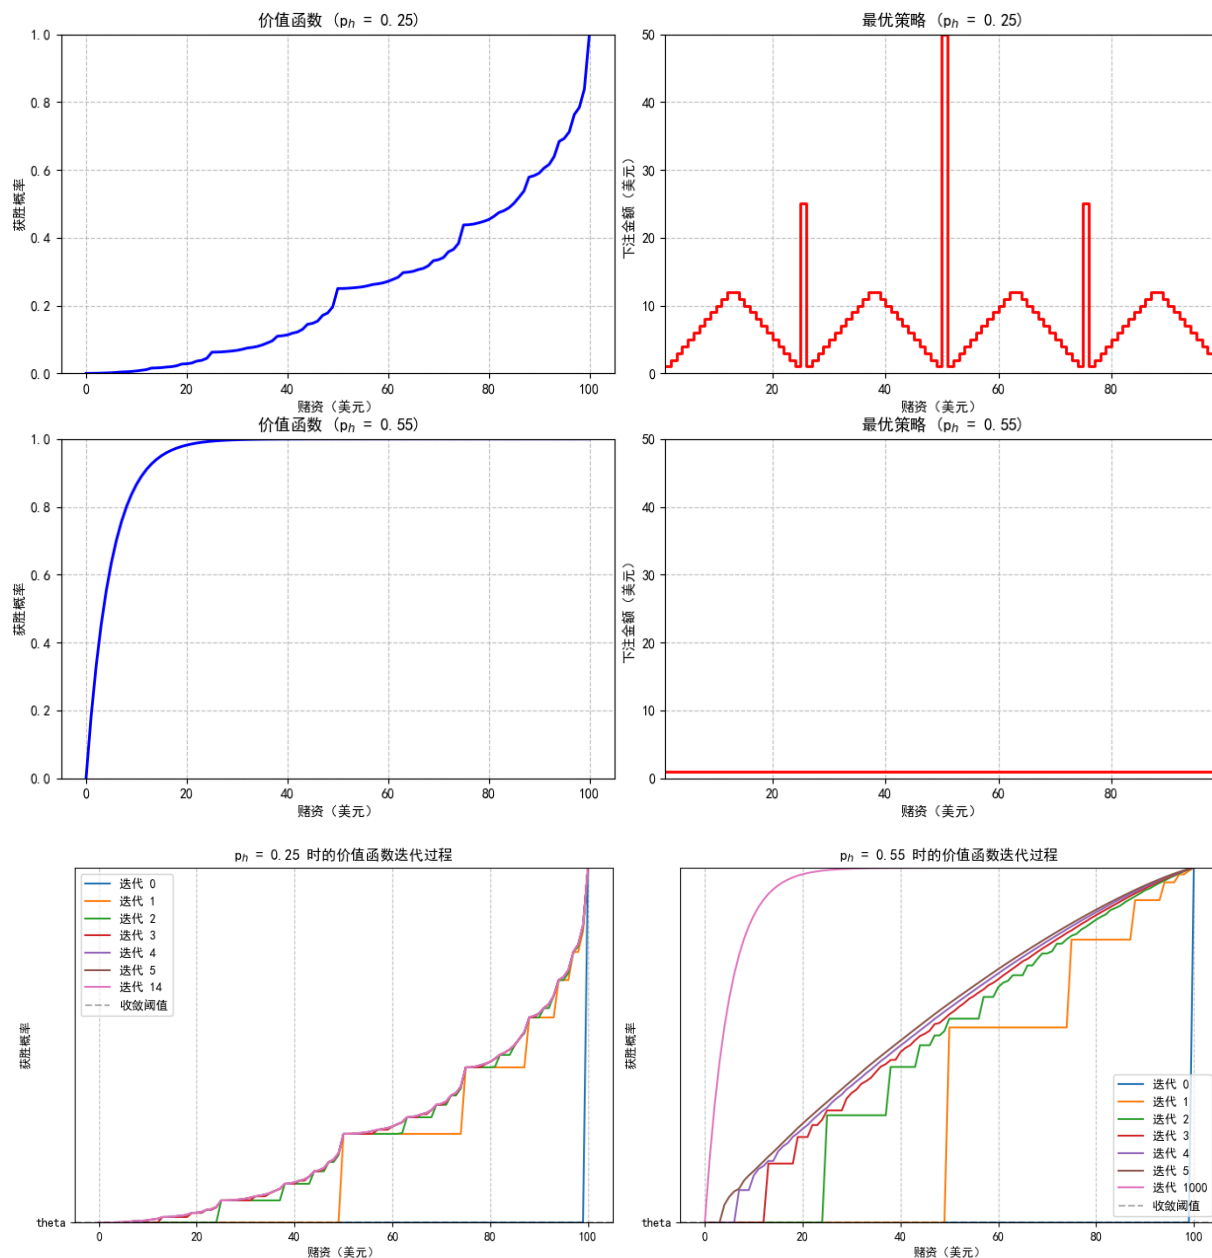 价值函数 (pₕ = 0.25)
1.0
0.8
0.6
0.4
0.2
0.0
获胜概率
0 20 40 60 80 100
赌资（美元）
最优策略 (pₕ = 0.25)
50
40
30
20
10
0
下注金额（美元）
20 40 60 80
赌资（美元）
价值函数 (pₕ = 0.55)
1.0
0.8
0.6
0.4
0.2
0.0
获胜概率
0 20 40 60 80 100
赌资（美元）
最优策略 (pₕ = 0.55)
50
40
30
20
10
0
下注金额（美元）
20 40 60 80
赌资（美元）
pₕ = 0.25 时的价值函数迭代过程
迭代 0
迭代 1
迭代 2
迭代 3
迭代 4
迭代 5
迭代 14
收敛阈值
获胜概率
theta
0 20 40 60 80 100
赌资（美元）
pₕ = 0.55 时的价值函数迭代过程
获胜概率
迭代 0
迭代 1
迭代 2
迭代 3
迭代 4
迭代 5
迭代 1000
收敛阈值
theta
0 20 40 60 80 100
赌资（美元）